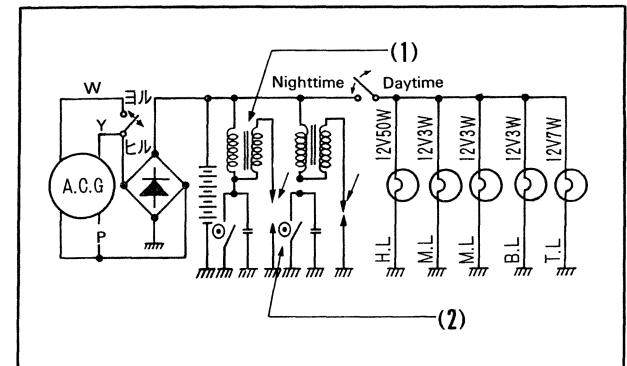 (1)
W
ヨル
Nighttime
Daytime
Y
ヒル
A.C.G
P
12V50W
12V3W
12V3W
12V3W
12V7W
H.L
M.L
M.L
B.L
T.L
(2)